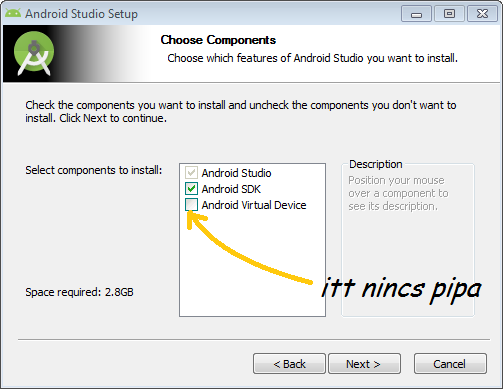 Android Studio Setup
Choose Components
Choose which features of Android Studio you want to install.
Check the components you want to install and uncheck the components you don't want to
install. Click Next to continue.
Select components to install:
Android Studio
Android SDK
Android Virtual Device
Description
Position your mouse
over a component to
see its description.
itt nincs pipa
Space required: 2.8GB
< Back
Next >
Cancel